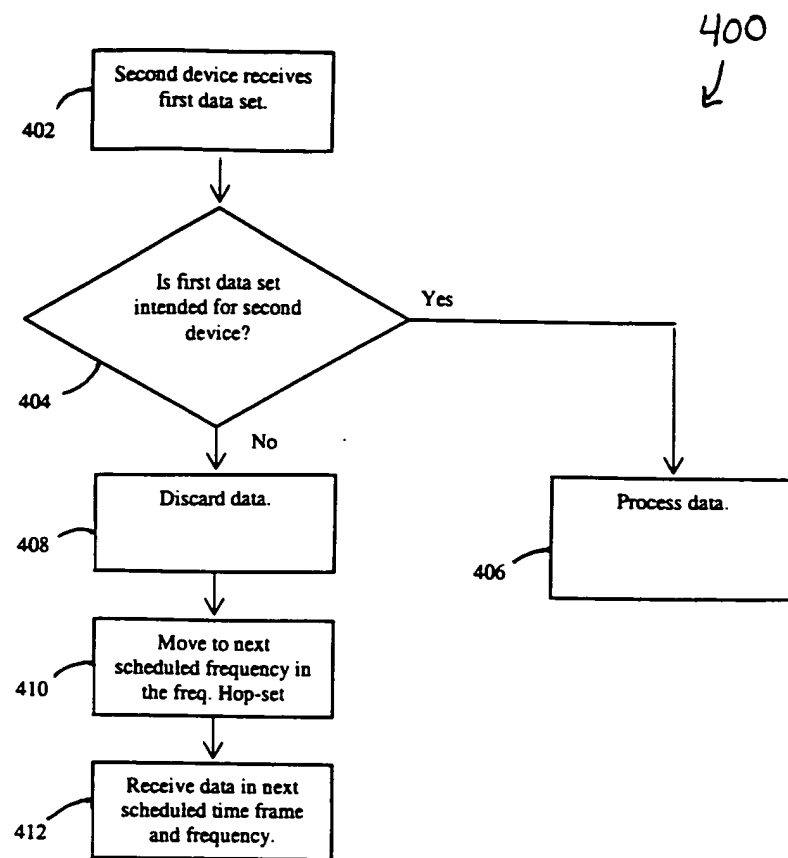 400
Second device receives
first data set.
402
Is first data set
intended for second
device?
Yes
404
No
Discard data.
408
Process data.
406
Move to next
scheduled frequency in
the freq. Hop-set
410
Receive data in next
scheduled time frame
and frequency.
412